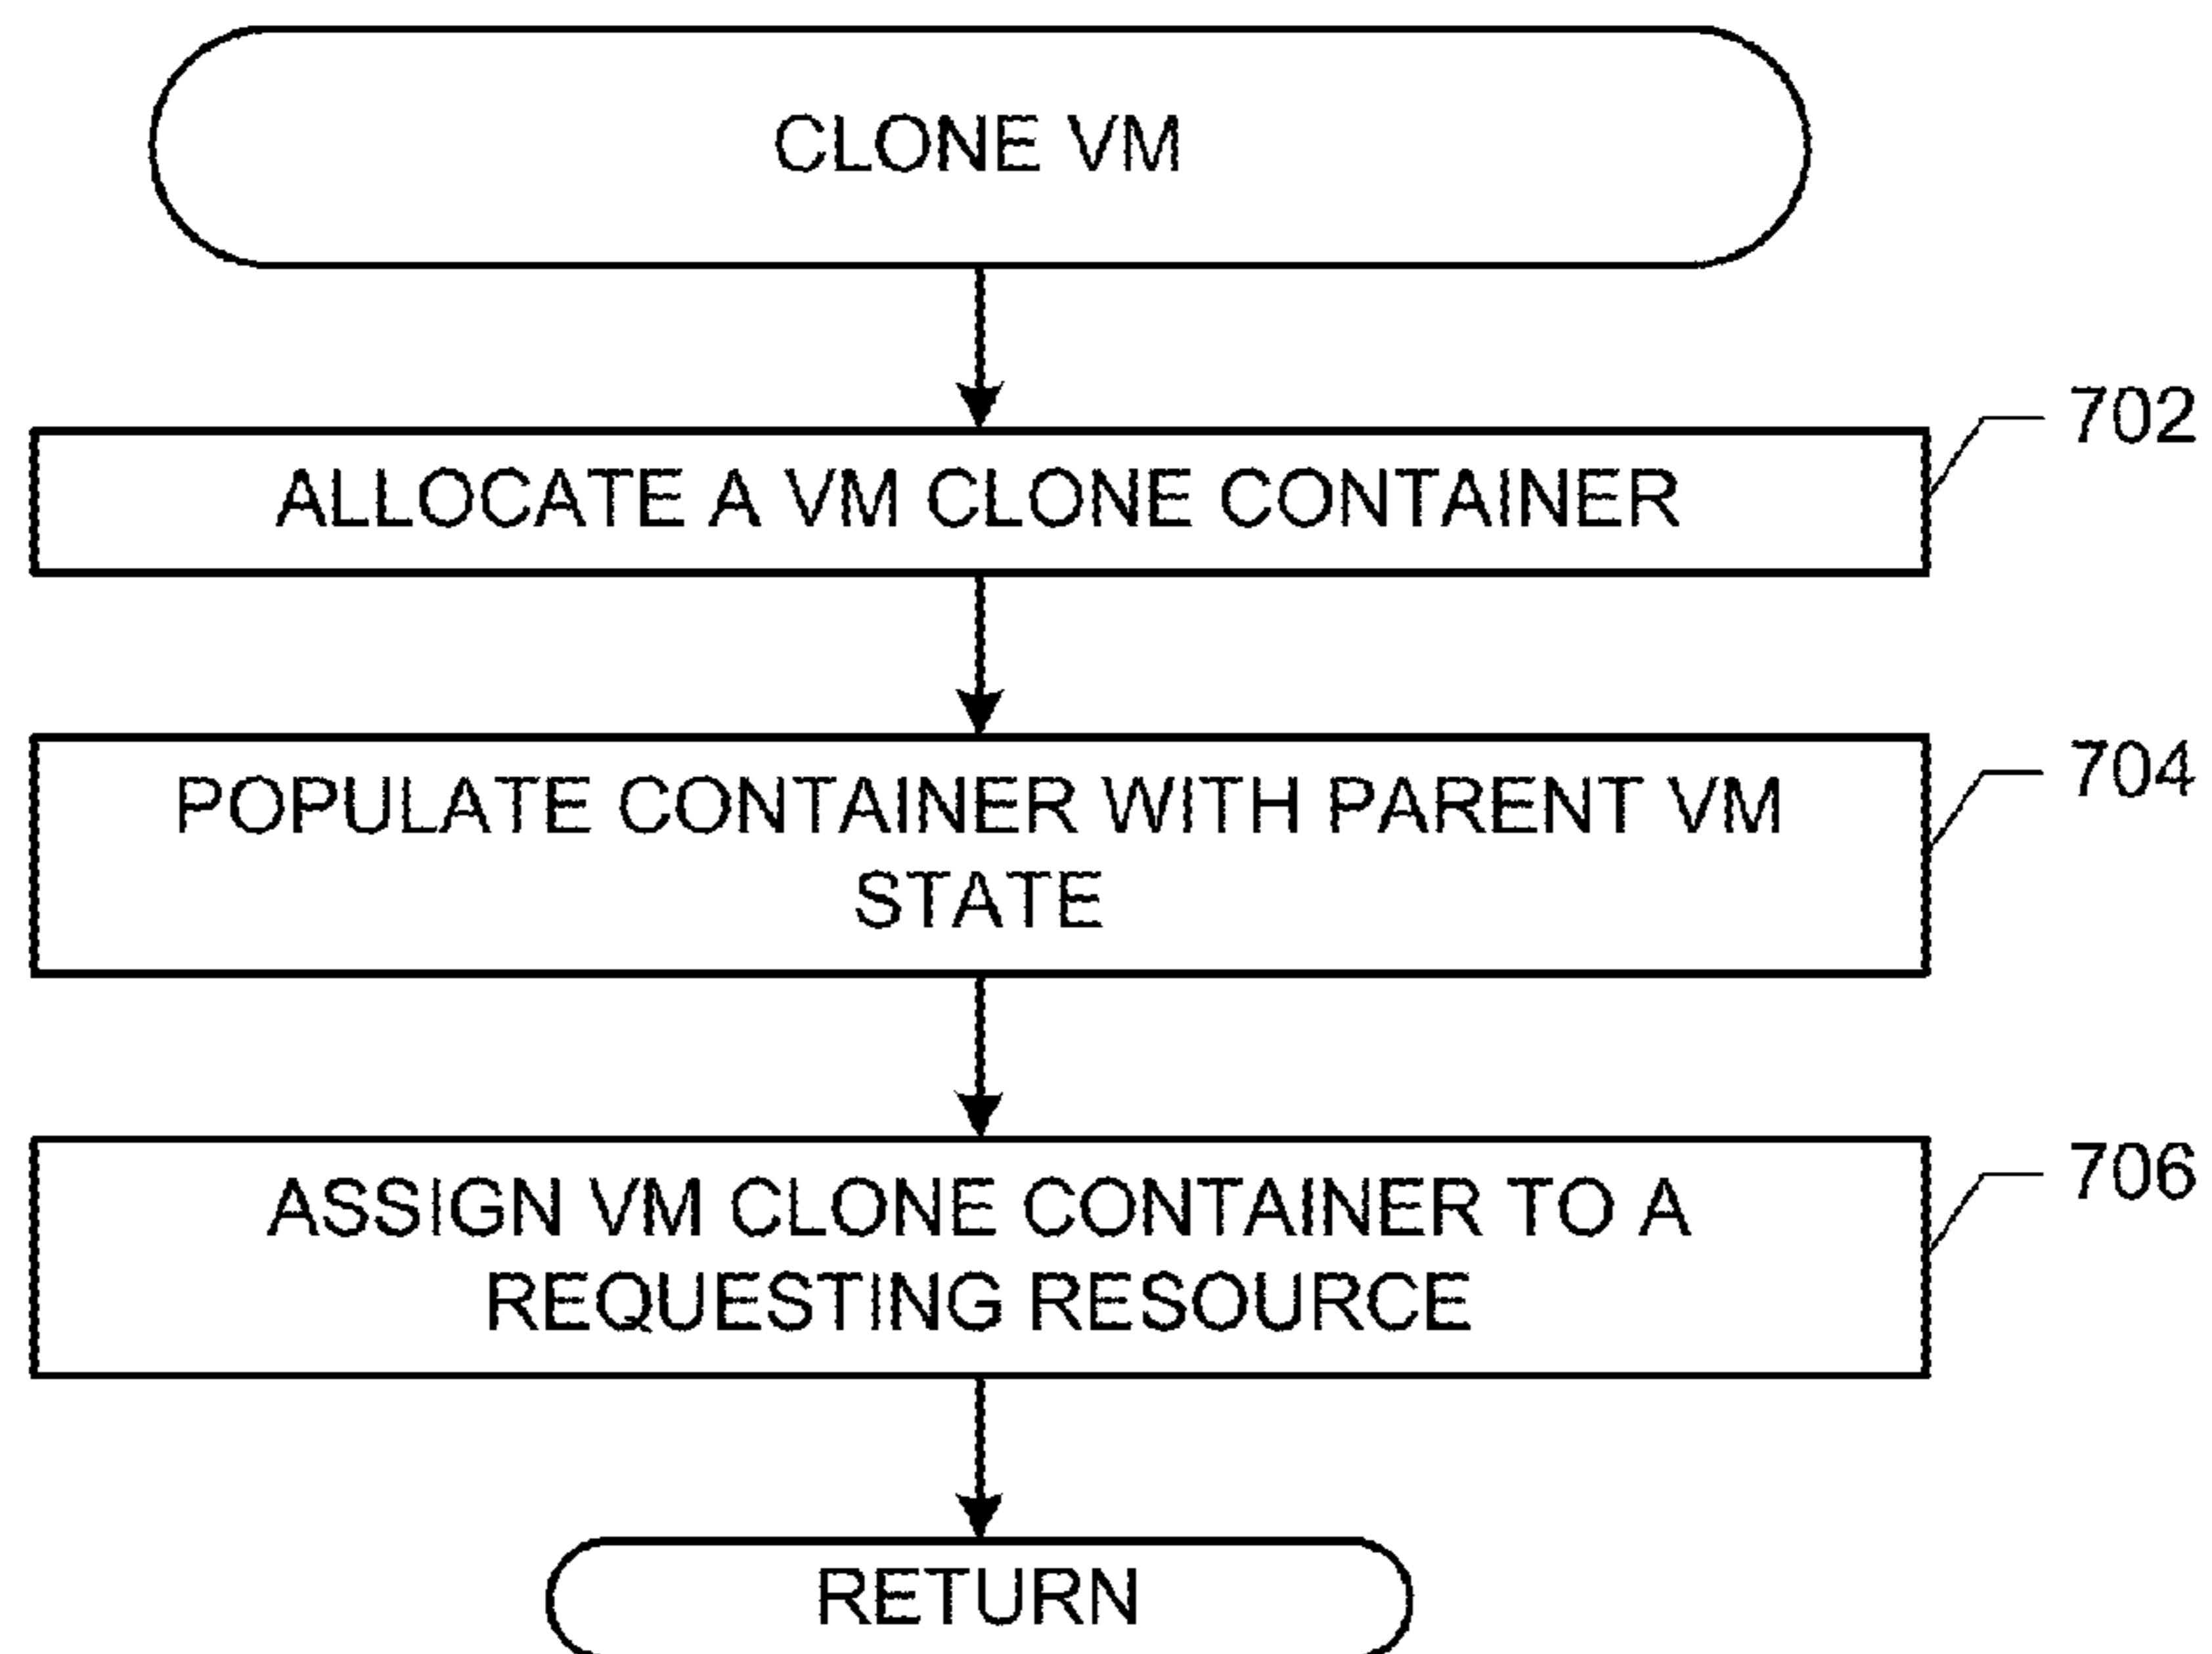 CLONE VM
702
ALLOCATE A VM CLONE CONTAINER
704
POPULATE CONTAINER WITH PARENT VM
STATE
706
ASSIGN VM CLONE CONTAINER TO A
REQUESTING RESOURCE
RETURN